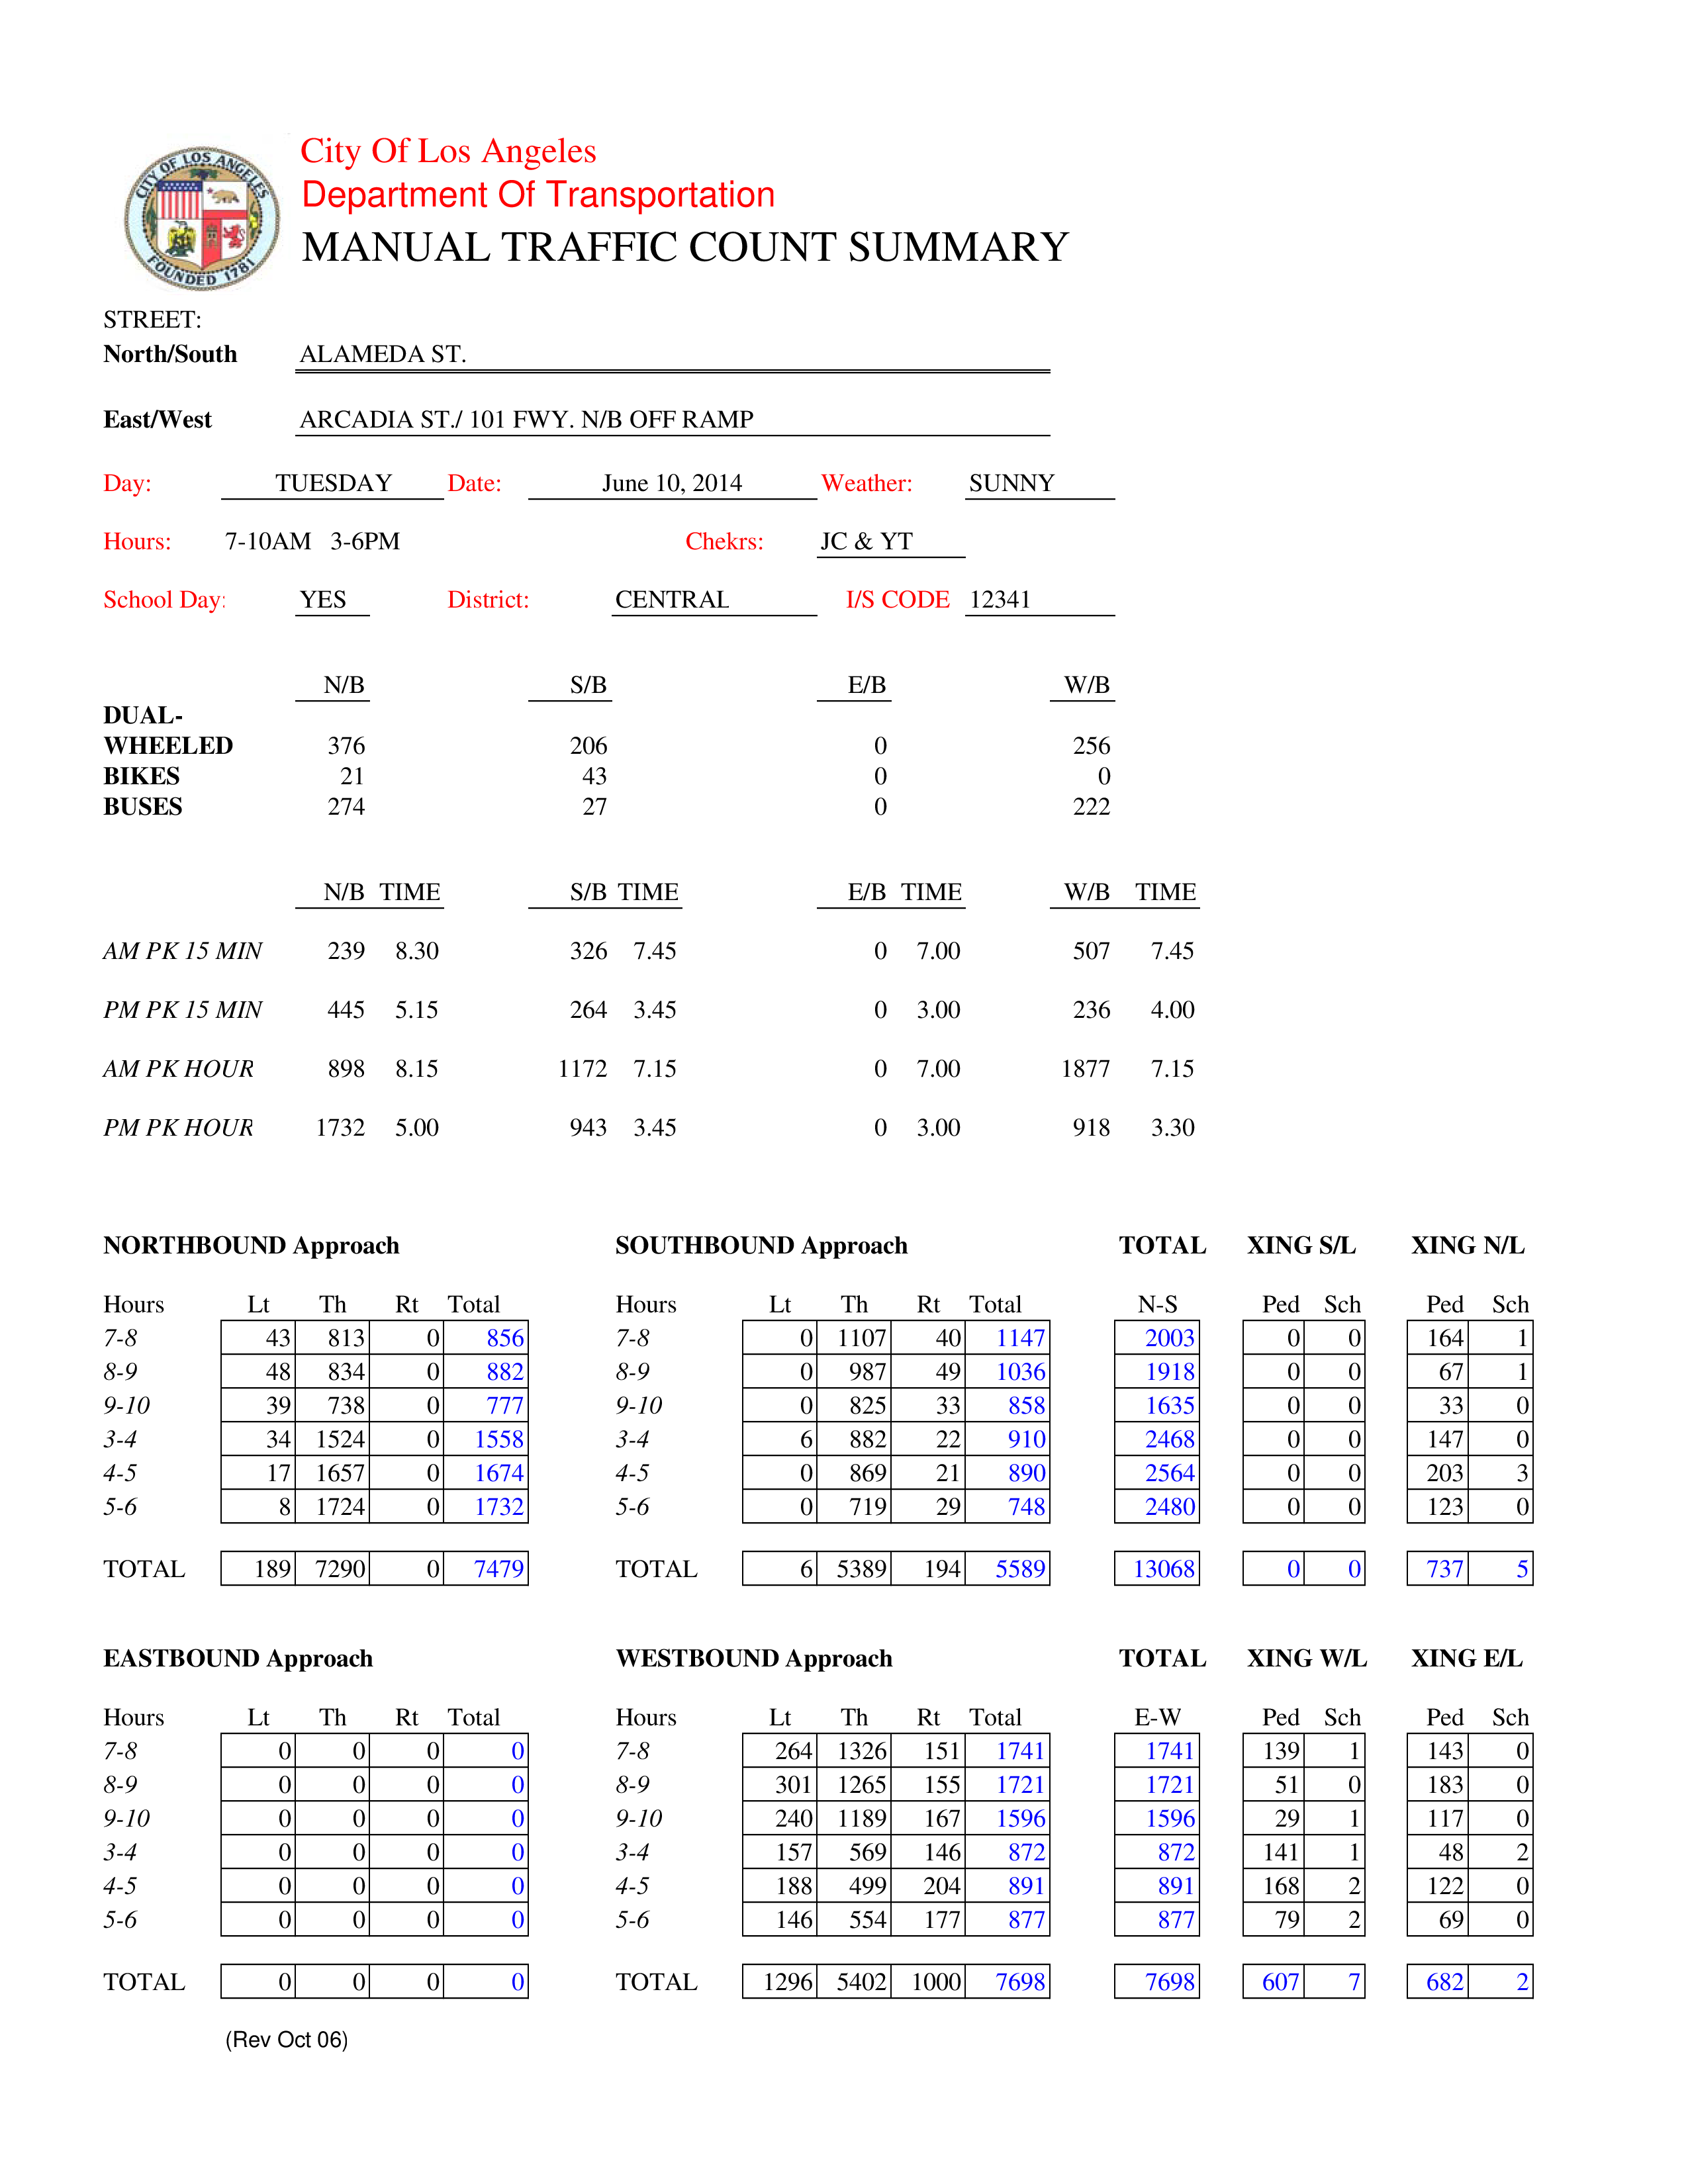 CITY OF LOS ANGELES
FOUNDED 1781
City Of Los Angeles
Department Of Transportation
MANUAL TRAFFIC COUNT SUMMARY
STREET:
North/South ALAMEDA ST.
East/West ARCADIA ST./ 101 FWY. N/B OFF RAMP
Day: TUESDAY Date: June 10, 2014 Weather: SUNNY
Hours: 7-10AM 3-6PM Chekrs: JC & YT
School Day: YES District: CENTRAL I/S CODE 12341
N/B S/B E/B W/B
DUAL-
WHEELED 376 206 0 256
BIKES 21 43 0 0
BUSES 274 27 0 222
N/B TIME S/B TIME E/B TIME W/B TIME
AM PK 15 MIN 239 8.30 326 7.45 0 7.00 507 7.45
PM PK 15 MIN 445 5.15 264 3.45 0 3.00 236 4.00
AM PK HOUR 898 8.15 1172 7.15 0 7.00 1877 7.15
PM PK HOUR 1732 5.00 943 3.45 0 3.00 918 3.30
NORTHBOUND Approach SOUTHBOUND Approach TOTAL XING S/L XING N/L
Hours Lt Th Rt Total Hours Lt Th Rt Total N-S Ped Sch Ped Sch
7-8 43 813 0 856 7-8 0 1107 40 1147 2003 0 0 164 1
8-9 48 834 0 882 8-9 0 987 49 1036 1918 0 0 67 1
9-10 39 738 0 777 9-10 0 825 33 858 1635 0 0 33 0
3-4 34 1524 0 1558 3-4 6 882 22 910 2468 0 0 147 0
4-5 17 1657 0 1674 4-5 0 869 21 890 2564 0 0 203 3
5-6 8 1724 0 1732 5-6 0 719 29 748 2480 0 0 123 0
TOTAL 189 7290 0 7479 TOTAL 6 5389 194 5589 13068 0 0 737 5
EASTBOUND Approach WESTBOUND Approach TOTAL XING W/L XING E/L
Hours Lt Th Rt Total Hours Lt Th Rt Total E-W Ped Sch Ped Sch
7-8 0 0 0 0 7-8 264 1326 151 1741 1741 139 1 143 0
8-9 0 0 0 0 8-9 301 1265 155 1721 1721 51 0 183 0
9-10 0 0 0 0 9-10 240 1189 167 1596 1596 29 1 117 0
3-4 0 0 0 0 3-4 157 569 146 872 872 141 1 48 2
4-5 0 0 0 0 4-5 188 499 204 891 891 168 2 122 0
5-6 0 0 0 0 5-6 146 554 177 877 877 79 2 69 0
TOTAL 0 0 0 0 TOTAL 1296 5402 1000 7698 7698 607 7 682 2
(Rev Oct 06)